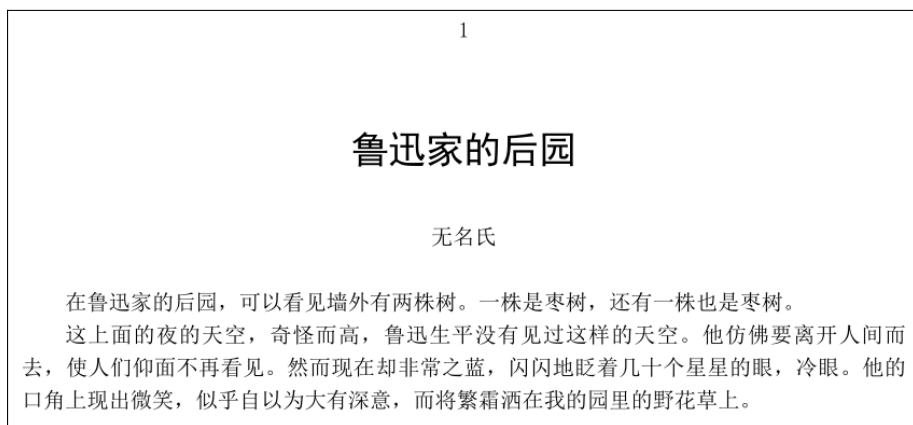 1
鲁迅家的后园
无名氏
在鲁迅家的后园，可以看见墙外有两株树。一株是枣树，还有一株也是枣树。
这上面的夜的天空，奇怪而高，鲁迅生平没有见过这样的天空。他仿佛要离开人间而
去，使人们仰面不再看见。然而现在却非常之蓝，闪闪地眨着几十个星星的眼，冷眼。他的
口角上现出微笑，似乎自以为大有深意，而将繁霜洒在我的园里的野花草上。